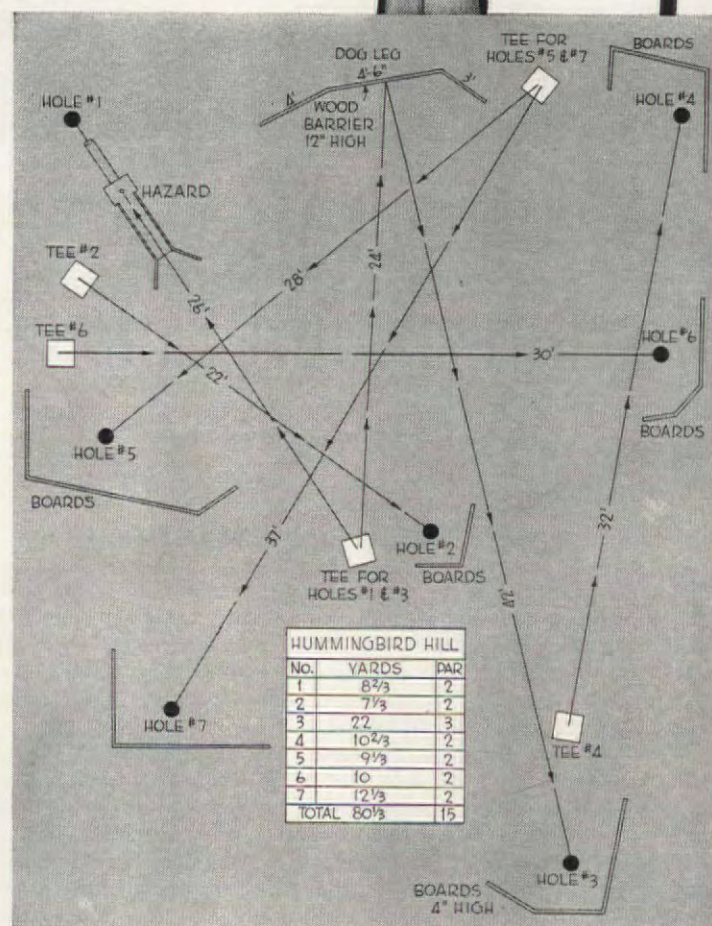 BOARDS
DOG LEG
4'-6"
3'
TEE FOR
HOLES #5 & #7
HOLE #4
HOLE #1
4'
WOOD
BARRIER
12" HIGH
HAZARD
TEE #2
24'
28'
26'
TEE #6
22'
30'
HOLE #6
HOLE #5
BOARDS
BOARDS
32'
37'
HOLE #2
TEE FOR
HOLES #1 & #3
BOARDS
42'
HUMMINGBIRD HILL
No. YARDS PAR
1 8 2/3 2
2 7 1/3 2
3 22 3
4 10 2/3 2
5 9 1/3 2
6 10 2
7 12 1/3 2
TOTAL 80 1/3 15
HOLE #7
TEE #4
HOLE #3
BOARDS
4" HIGH